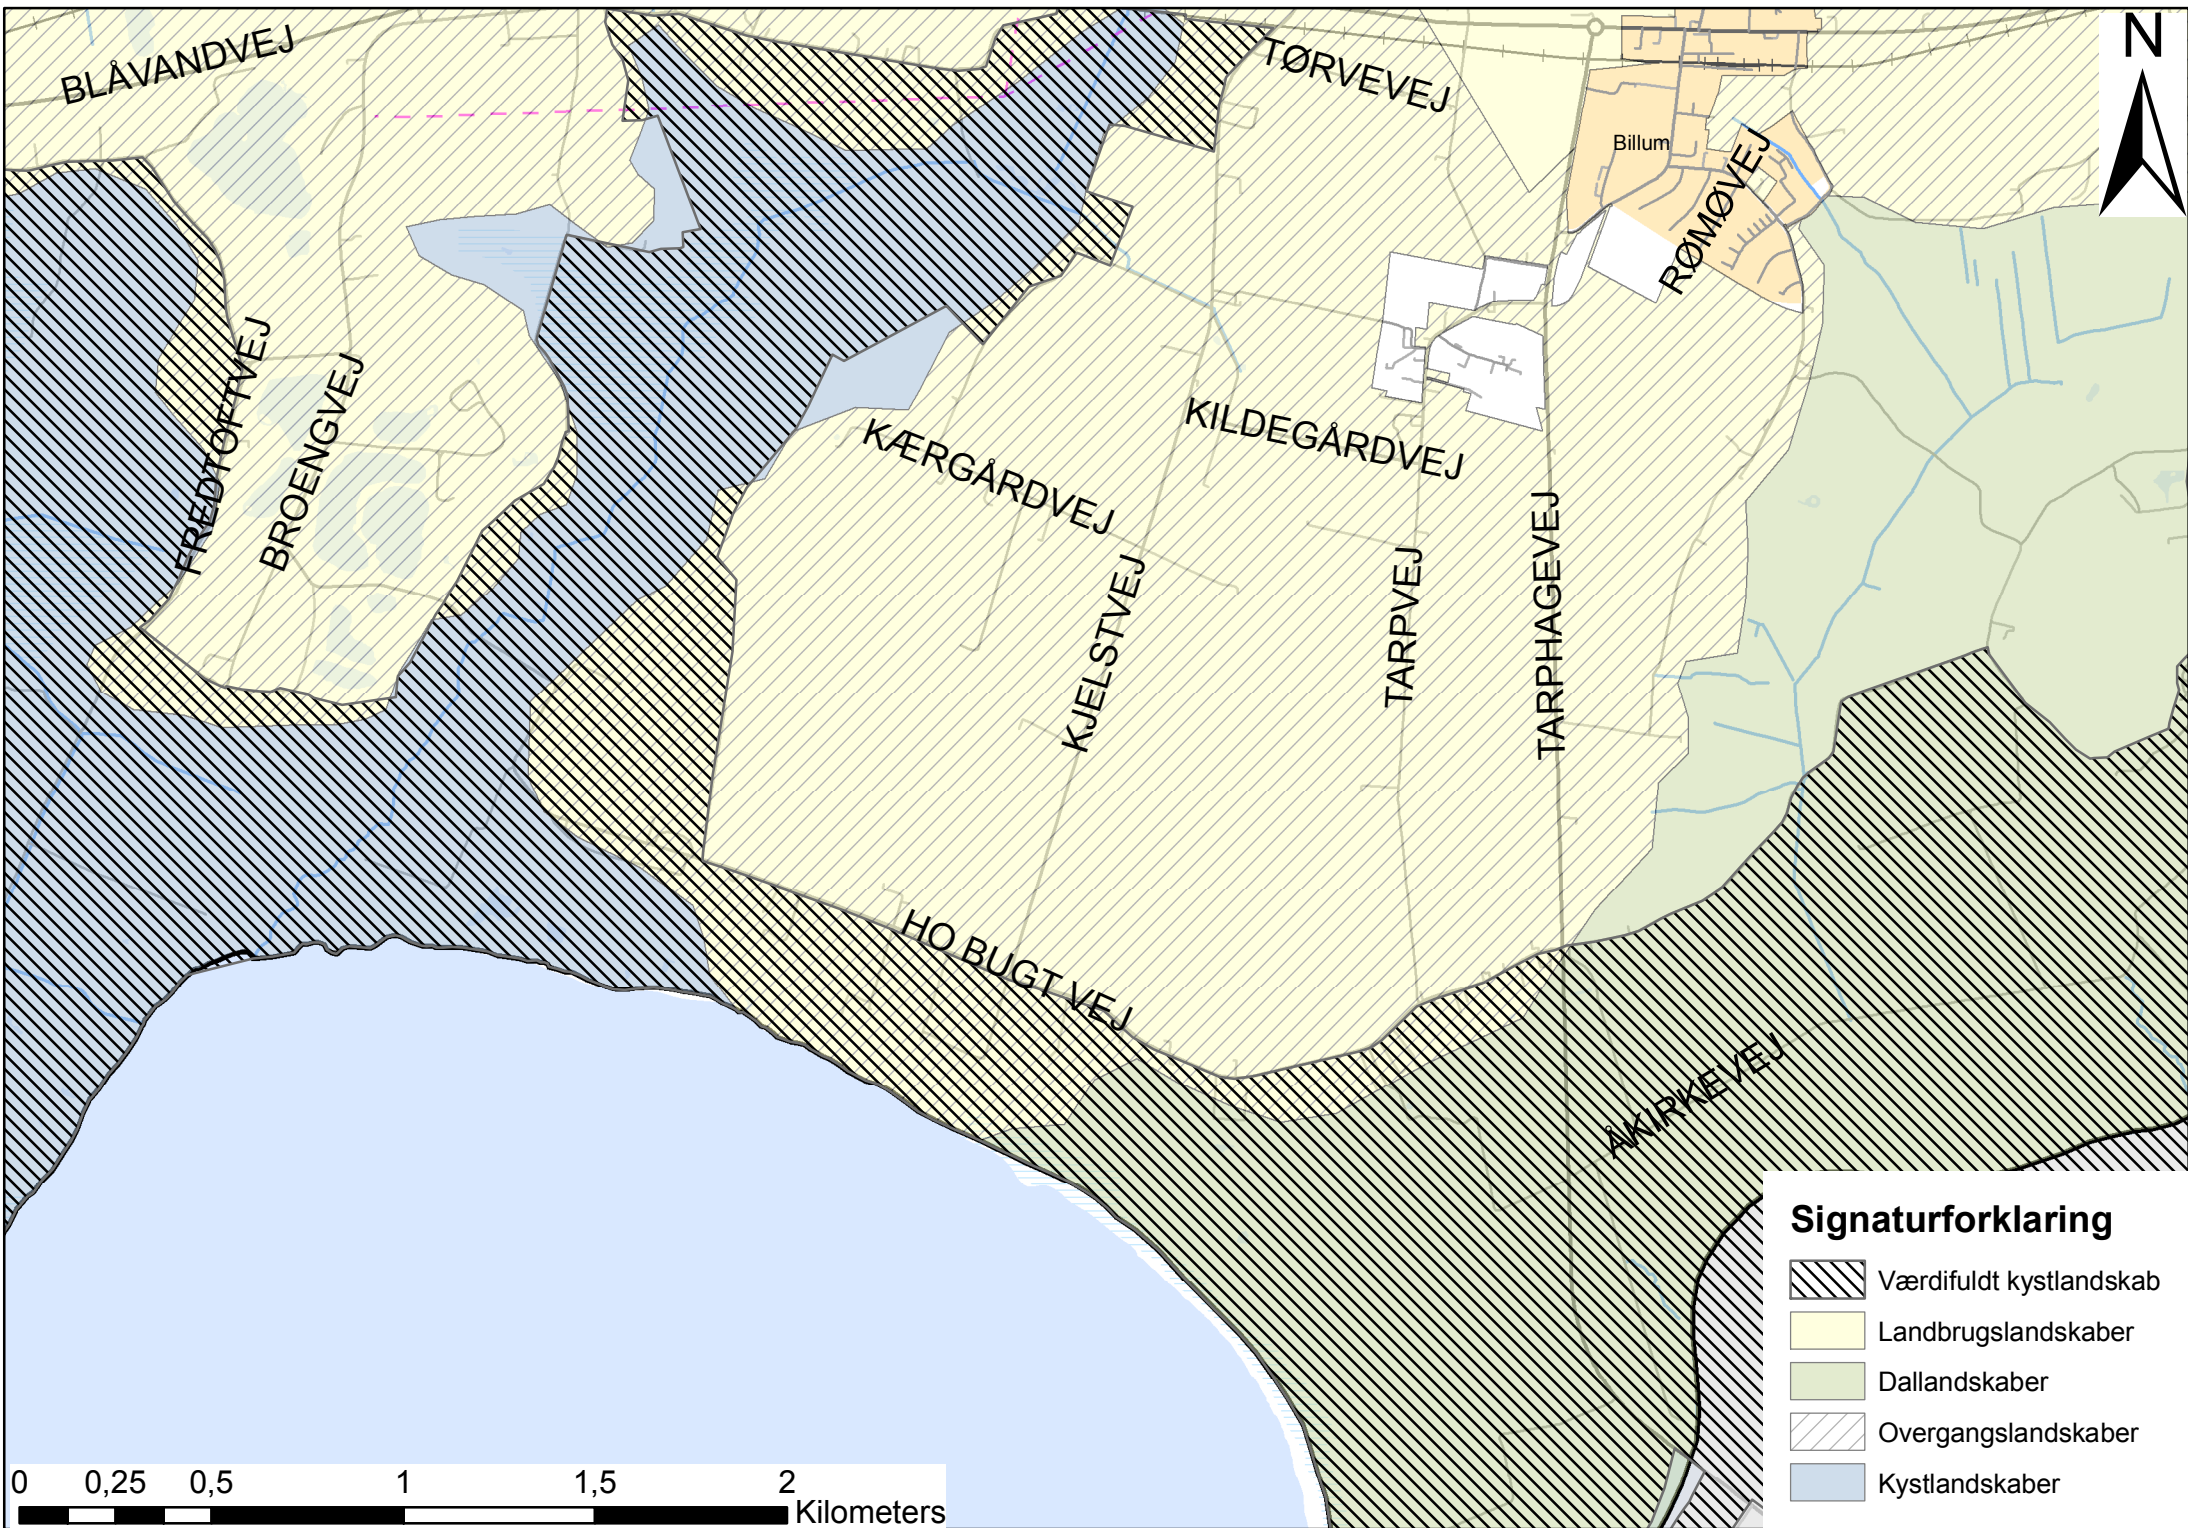 BLÅVANDVEJ
TØRVEVEJ
N
Billum
RØMØVEJ
FREDTOFTVEJ
BROENGVEJ
KÆRGÅRDVEJ
KILDEGÅRDVEJ
KJELSTVEJ
TARPVEJ
TARPHAGEVEJ
HO BUGT VEJ
ÅKIRKEVEJ
Signaturforklaring
Værdifuldt kystlandskab
Landbrugslandskaber
Dallandskaber
Overgangslandskaber
Kystlandskaber
0 0,25 0,5 1 1,5 2
Kilometers